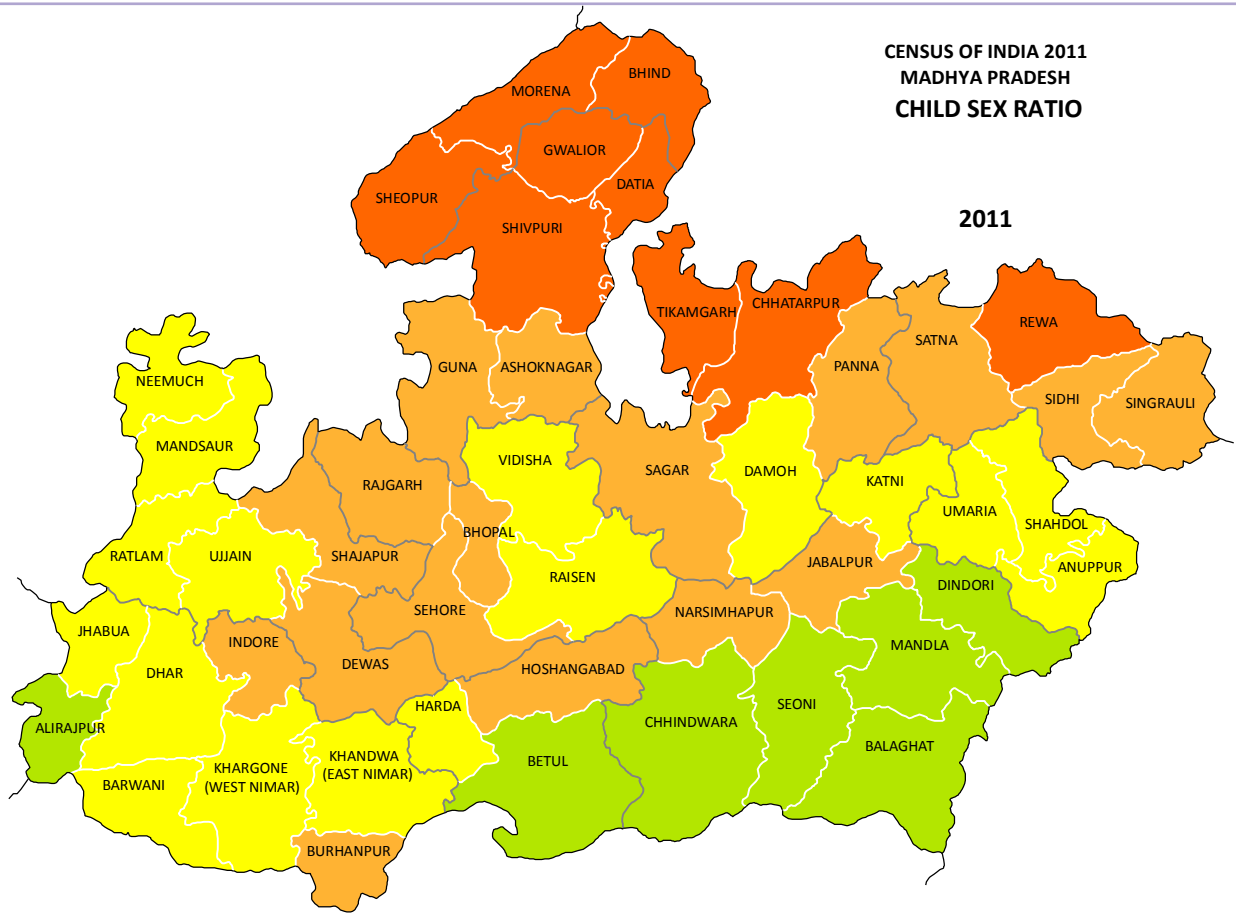 CENSUS OF INDIA 2011
MADHYA PRADESH
CHILD SEX RATIO
2011
BHIND
MORENA
GWALIOR
DATIA
SHEOPUR
SHIVPURI
TIKAMGARH
CHHATARPUR
REWA
SATNA
PANNA
GUNA
ASHOKNAGAR
SIDHI
SINGRAULI
NEEMUCH
MANDSAUR
VIDISHA
SAGAR
DAMOH
KATNI
RAJGARH
UMARIA
SHAHDOL
BHOPAL
RATLAM
UJJAIN
SHAJAPUR
RAISEN
JABALPUR
ANUPPUR
DINDORI
SEHORE
NARSIMHAPUR
JHABUA
INDORE
MANDLA
DHAR
DEWAS
HOSHANGABAD
HARDA
SEONI
ALIRAJPUR
CHHINDWARA
BALAGHAT
KHANDWA
(EAST NIMAR)
BETUL
KHARGONE
(WEST NIMAR)
BARWANI
BURHANPUR